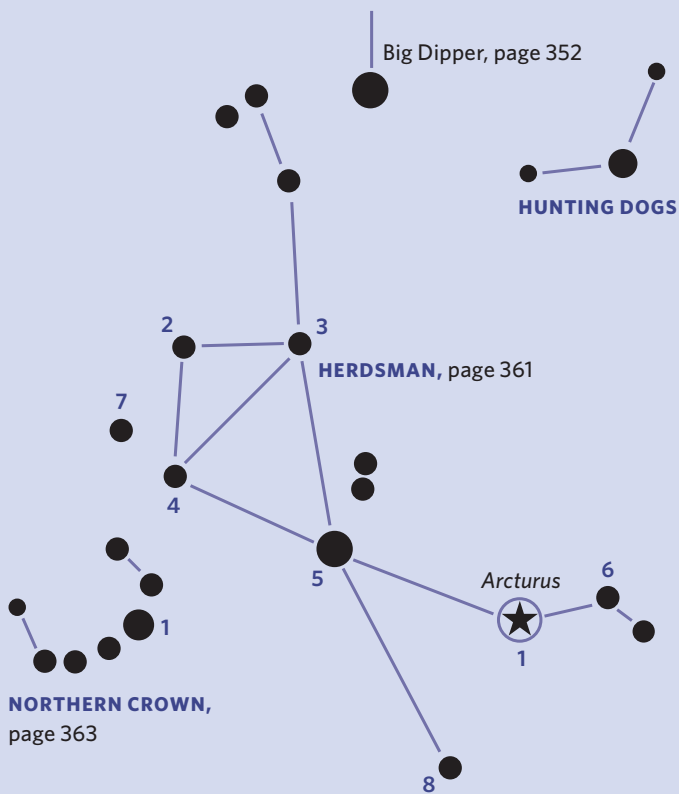 Big Dipper, page 352
HUNTING DOGS
2
3
HERDSMAN, page 361
7
4
5
Arcturus
6
1
1
NORTHERN CROWN,
page 363
8